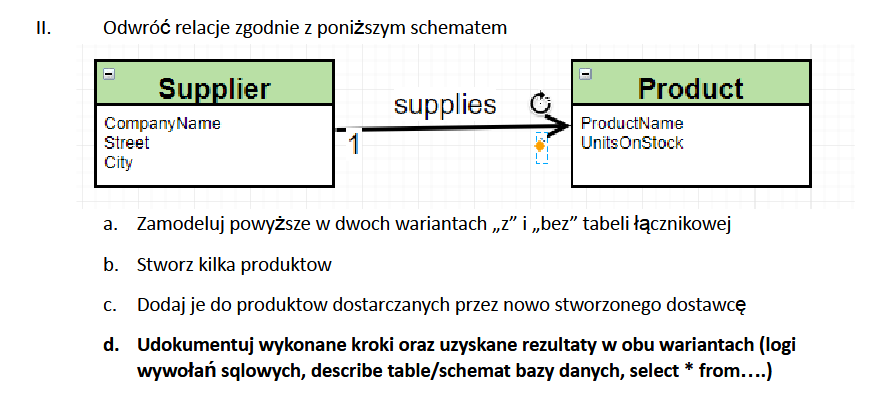 II. Odwróć relacje zgodnie z poniższym schematem
Supplier
CompanyName
Street
City
supplies
1
Product
ProductName
UnitsOnStock
a. Zamodeluj powyższe w dwoch wariantach „z” i „bez” tabeli łącznikowej
b. Stworz kilka produktow
c. Dodaj je do produktow dostarczanych przez nowo stworzonego dostawcę
d. Udokumentuj wykonane kroki oraz uzyskane rezultaty w obu wariantach (logi
wywołań sqlowych, describe table/schemat bazy danych, select * from….)